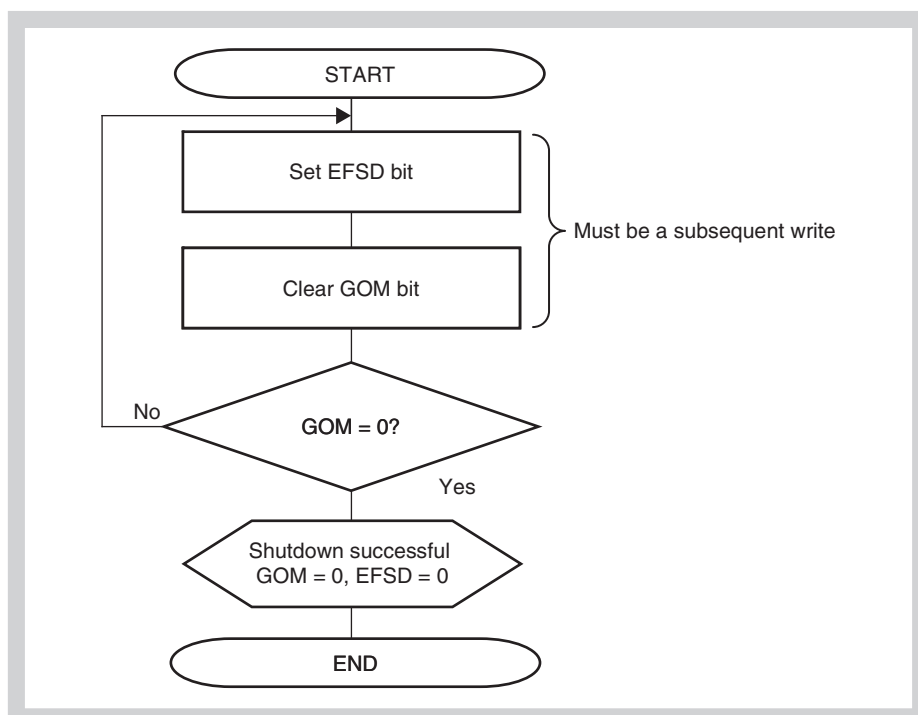 START
Set EFSD bit
Must be a subsequent write
Clear GOM bit
No
GOM = 0?
Yes
Shutdown successful
GOM = 0, EFSD = 0
END